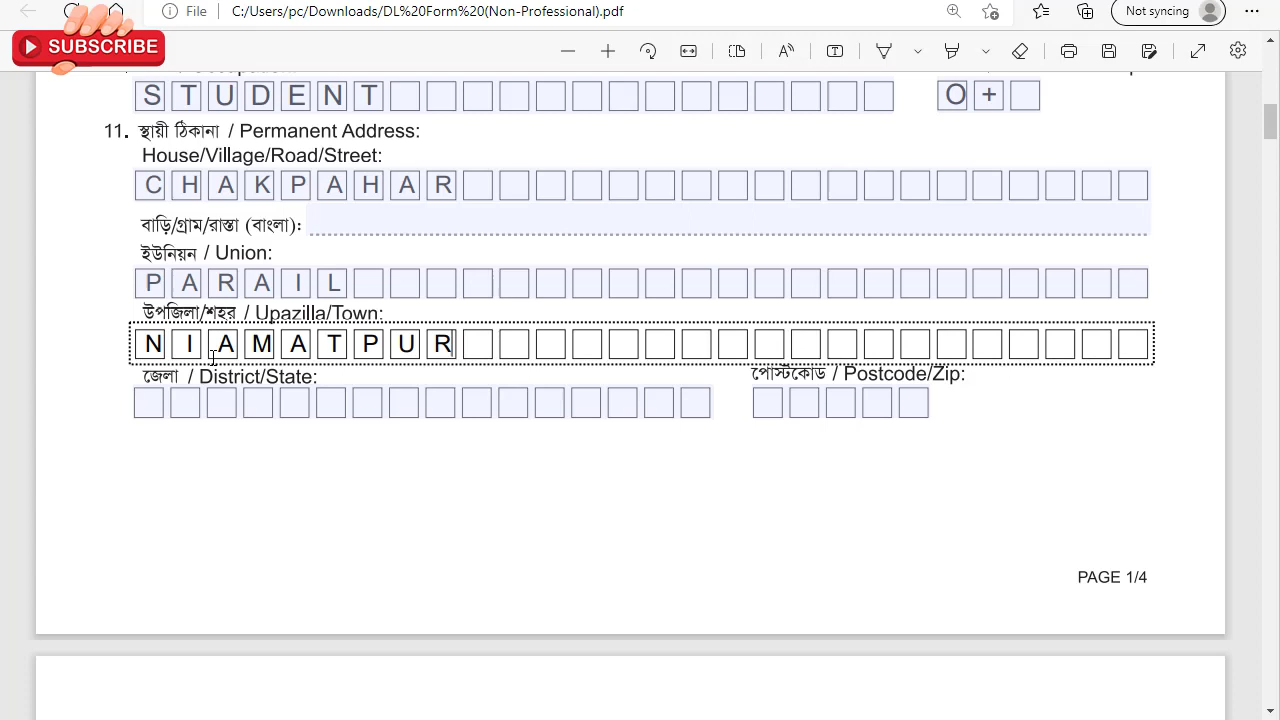 File
C:/Users/pc/Downloads/DL%20Form%20(Non-Professional).pdf
Not syncing
SUBSCRIBE
STUDENT
O+
11. স্থায়ী ঠিকানা / Permanent Address:
House/Village/Road/Street:
CHAKPAHAR
বাড়ি/গ্রাম/রাস্তা (বাংলা):
ইউনিয়ন / Union:
PARAIL
উপজিলা/শহর / Upazilla/Town:
NIAMATPUR
জেলা / District/State:
পোস্টকোড / Postcode/Zip:
PAGE 1/4